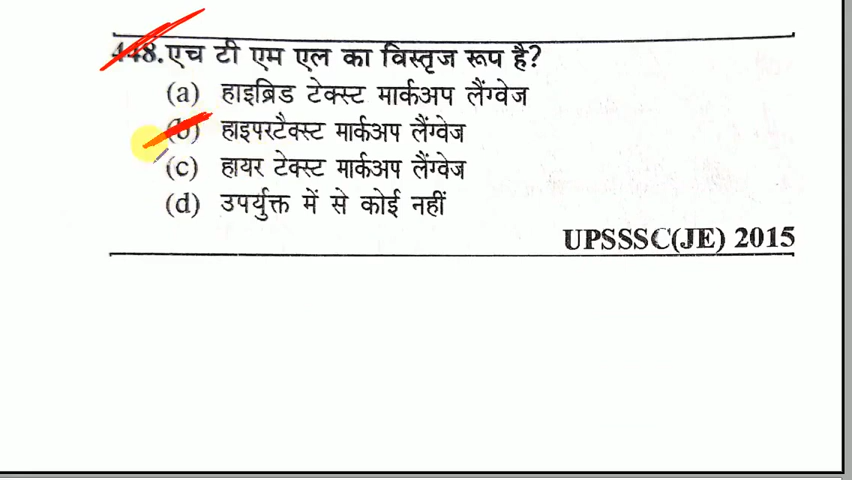 448. एच टी एम एल का विस्तृज रूप है?
(a) हाइब्रिड टेक्स्ट मार्कअप लैंग्वेज
(b) हाइपरटैक्स्ट मार्कअप लैंग्वेज
(c) हायर टेक्स्ट मार्कअप लैंग्वेज
(d) उपर्युक्त में से कोई नहीं
UPSSSC(JE) 2015